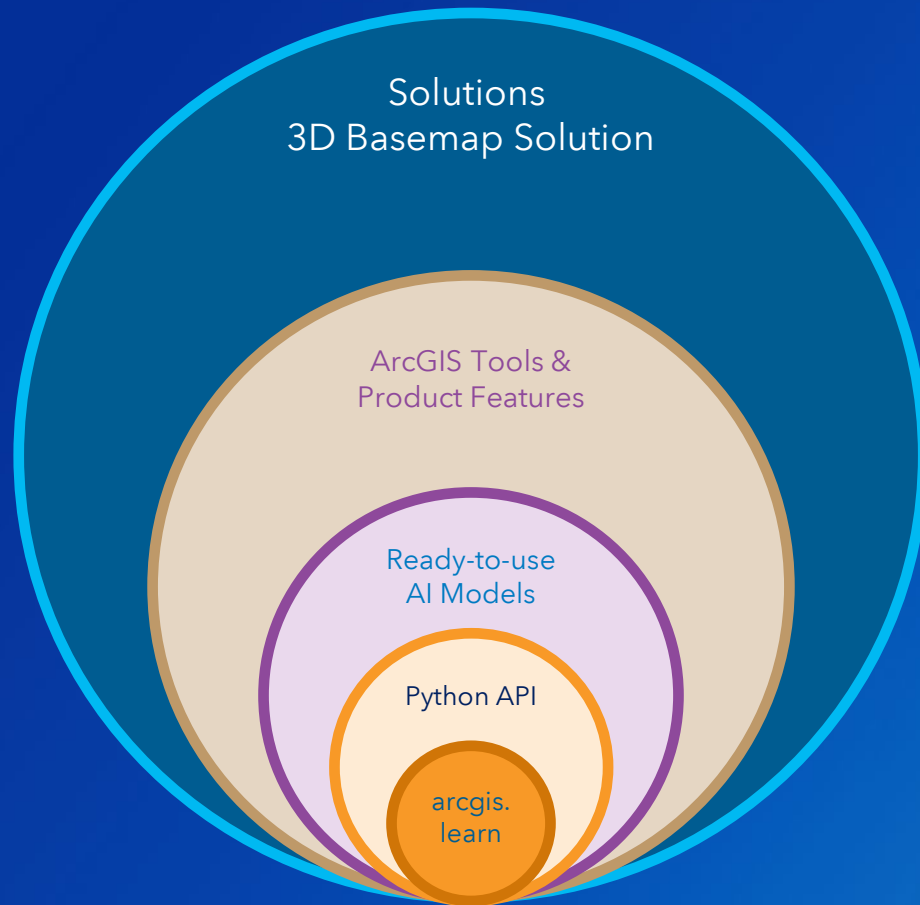 Solutions
3D Basemap Solution
ArcGIS Tools &
Product Features
Ready-to-use
AI Models
Python API
arcgis.
learn